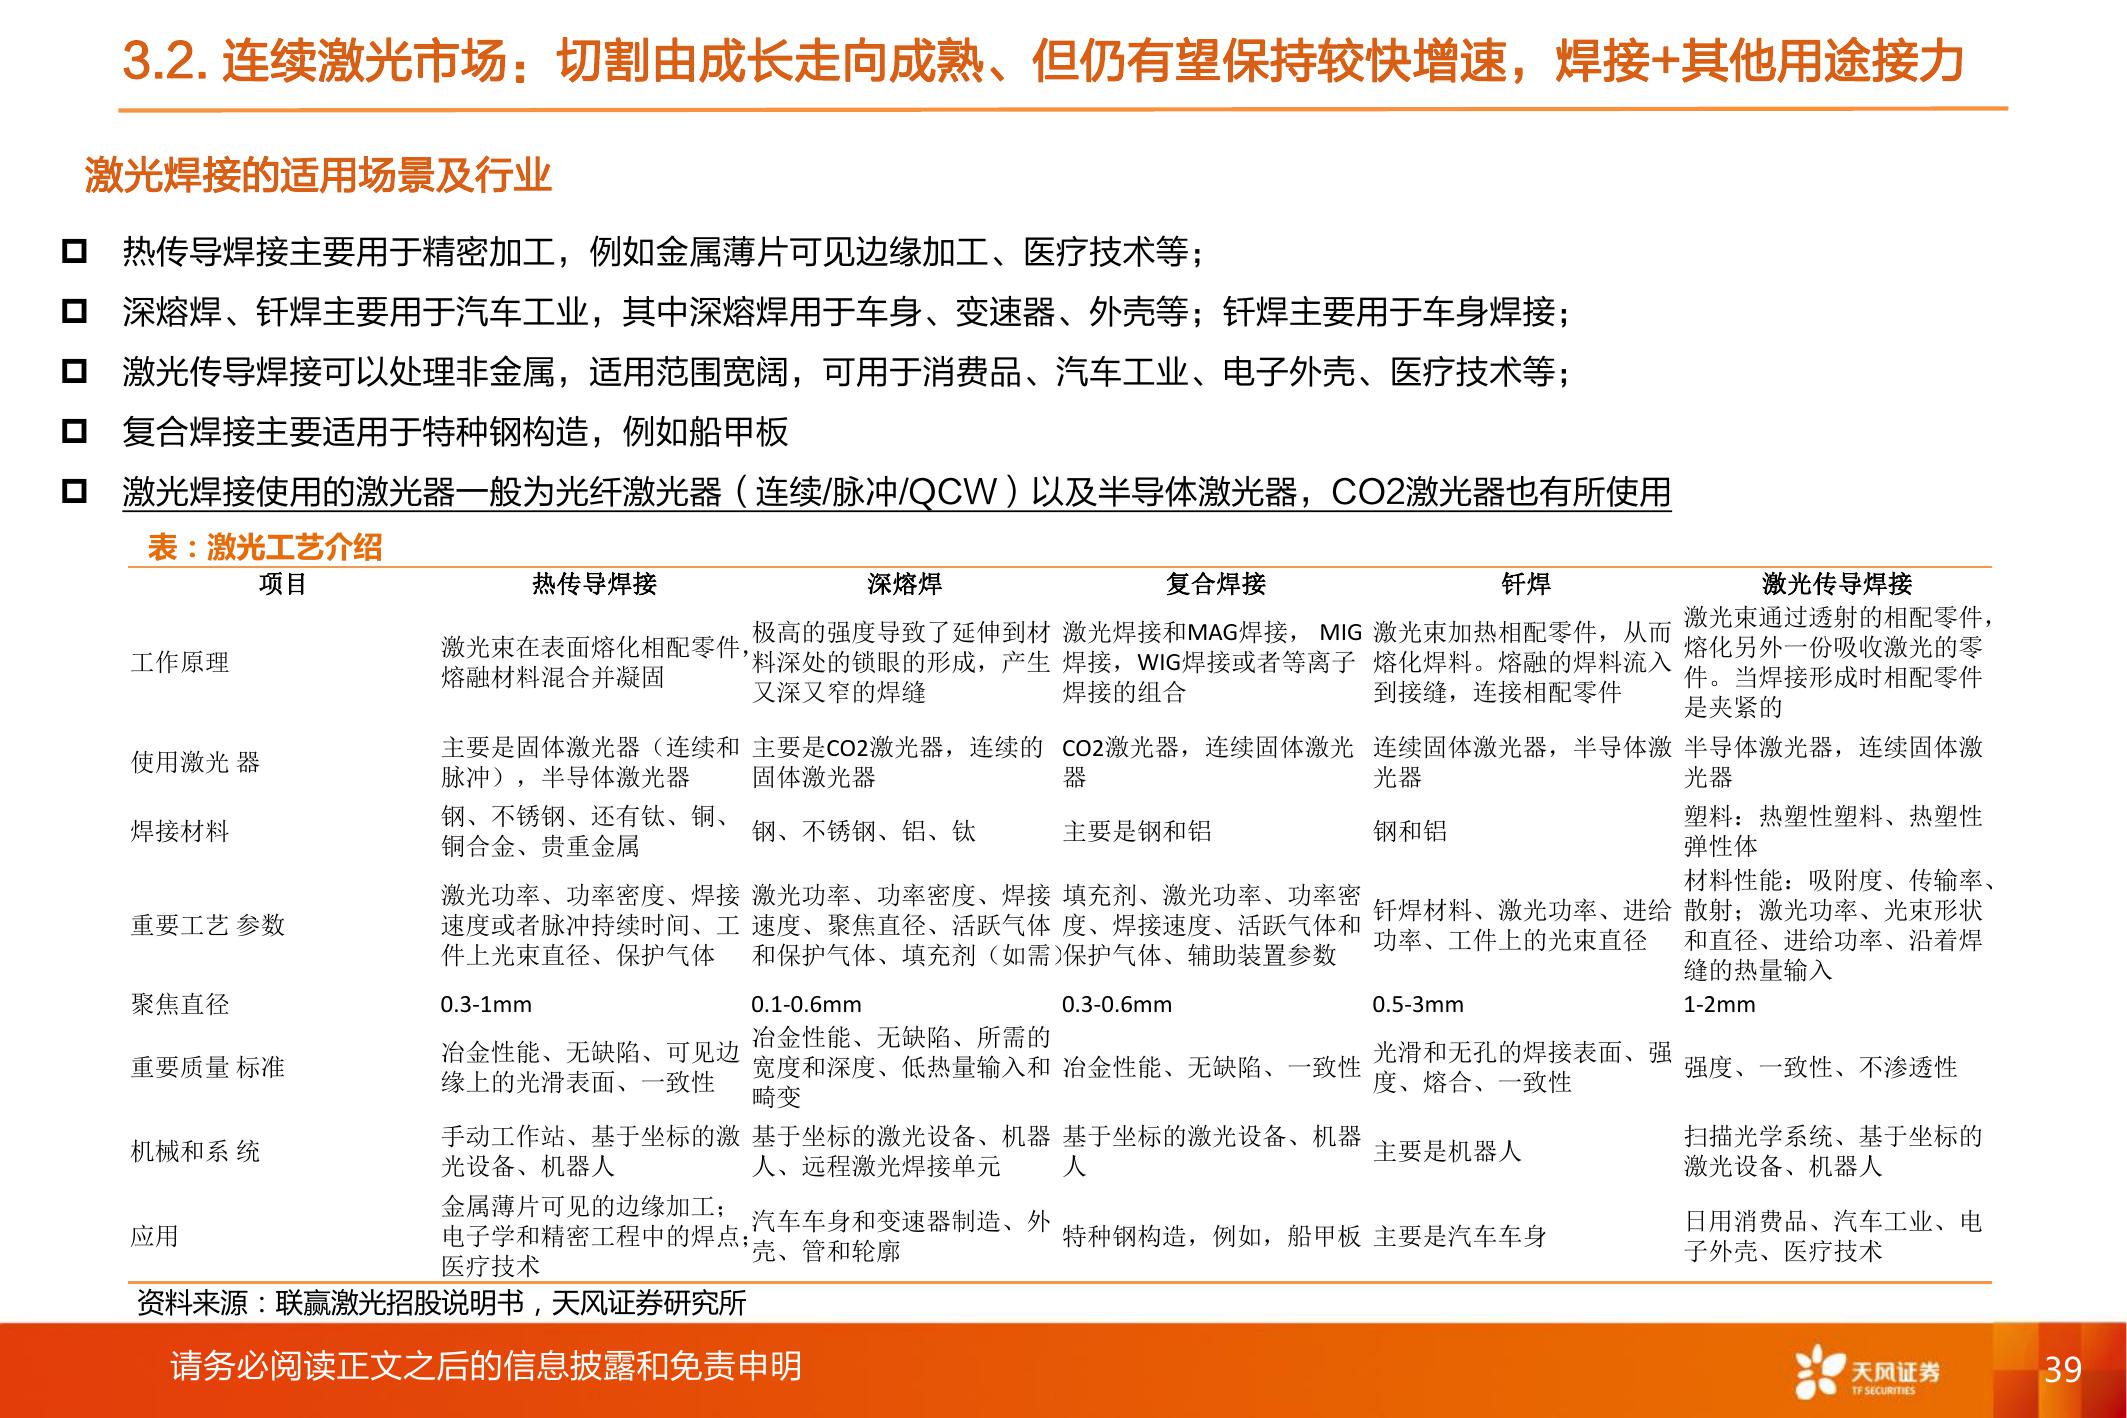 3.2. 连续激光市场：切割由成长走向成熟、但仍有望保持较快增速，焊接+其他用途接力
激光焊接的适用场景及行业
热传导焊接主要用于精密加工，例如金属薄片可见边缘加工、医疗技术等；
深熔焊、钎焊主要用于汽车工业，其中深熔焊用于车身、变速器、外壳等；钎焊主要用于车身焊接；
激光传导焊接可以处理非金属，适用范围宽阔，可用于消费品、汽车工业、电子外壳、医疗技术等；
复合焊接主要适用于特种钢构造，例如船甲板
激光焊接使用的激光器一般为光纤激光器（连续/脉冲/QCW）以及半导体激光器，CO2激光器也有所使用
表：激光工艺介绍
项目 热传导焊接 深熔焊 复合焊接 钎焊 激光传导焊接
工作原理
激光束在表面熔化相配零件，
熔融材料混合并凝固
极高的强度导致了延伸到材
料深处的锁眼的形成，产生
又深又窄的焊缝
激光焊接和MAG焊接， MIG
焊接，WIG焊接或者等离子
焊接的组合
激光束加热相配零件，从而
熔化焊料。熔融的焊料流入
到接缝，连接相配零件
激光束通过透射的相配零件，
熔化另外一份吸收激光的零
件。当焊接形成时相配零件
是夹紧的
使用激光 器
主要是固体激光器（连续和
脉冲），半导体激光器
主要是CO2激光器，连续的
固体激光器
CO2激光器，连续固体激光
器
连续固体激光器，半导体激
光器
半导体激光器，连续固体激
光器
焊接材料
钢、不锈钢、还有钛、铜、
铜合金、贵重金属
钢、不锈钢、铝、钛
主要是钢和铝
钢和铝
塑料：热塑性塑料、热塑性
弹性体
重要工艺 参数
激光功率、功率密度、焊接
速度或者脉冲持续时间、工
件上光束直径、保护气体
激光功率、功率密度、焊接
速度、聚焦直径、活跃气体
和保护气体、填充剂（如需）
填充剂、激光功率、功率密
度、焊接速度、活跃气体和
保护气体、辅助装置参数
钎焊材料、激光功率、进给
功率、工件上的光束直径
材料性能：吸附度、传输率、
散射；激光功率、光束形状
和直径、进给功率、沿着焊
缝的热量输入
聚焦直径 0.3-1mm 0.1-0.6mm 0.3-0.6mm 0.5-3mm 1-2mm
重要质量 标准
冶金性能、无缺陷、可见边
缘上的光滑表面、一致性
冶金性能、无缺陷、所需的
宽度和深度、低热量输入和
畸变
冶金性能、无缺陷、一致性
光滑和无孔的焊接表面、强
度、熔合、一致性
强度、一致性、不渗透性
机械和系 统
手动工作站、基于坐标的激
光设备、机器人
基于坐标的激光设备、机器
人、远程激光焊接单元
基于坐标的激光设备、机器
人
主要是机器人
扫描光学系统、基于坐标的
激光设备、机器人
应用
金属薄片可见的边缘加工；
电子学和精密工程中的焊点；
医疗技术
汽车车身和变速器制造、外
壳、管和轮廓
特种钢构造，例如，船甲板
主要是汽车车身
日用消费品、汽车工业、电
子外壳、医疗技术
资料来源：联赢激光招股说明书，天风证券研究所
请务必阅读正文之后的信息披露和免责申明
天风证券
TF SECURITIES
39